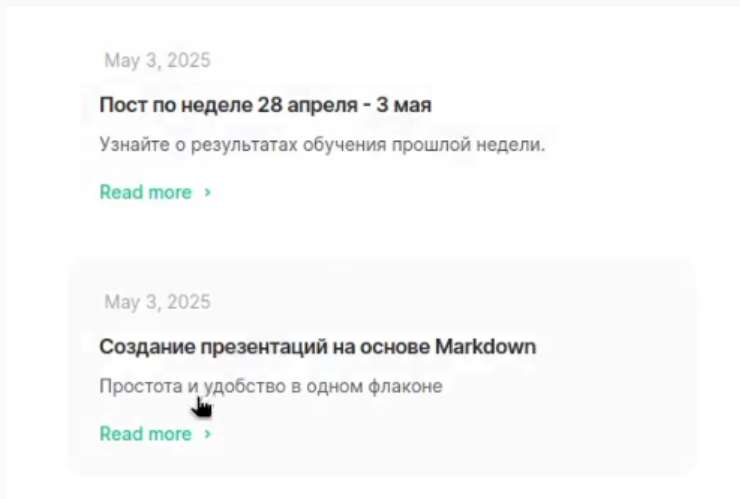 May 3, 2025
Пост по неделе 28 апреля - 3 мая
Узнайте о результатах обучения прошлой недели.
Read more ›
May 3, 2025
Создание презентаций на основе Markdown
Простота и удобство в одном флаконе
Read more ›